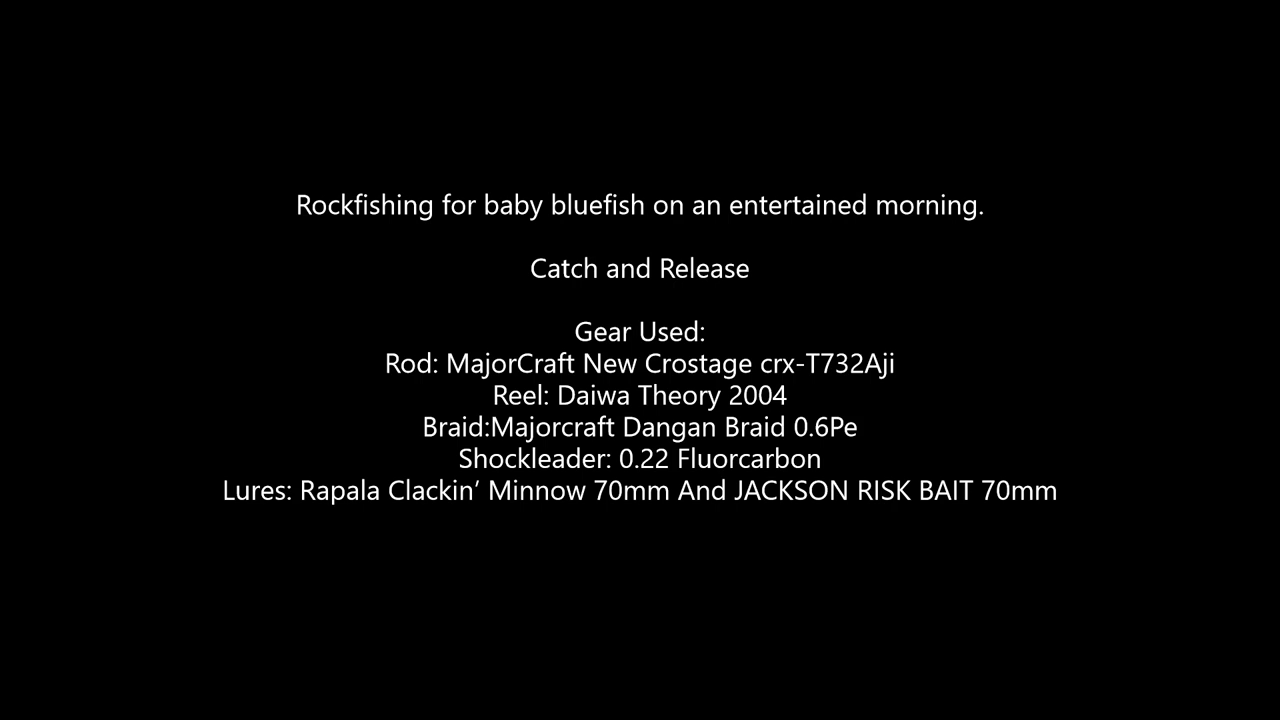 Rockfishing for baby bluefish on an entertained morning.
Catch and Release
Gear Used:
Rod: MajorCraft New Crostage crx-T732Aji
Reel: Daiwa Theory 2004
Braid:Majorcraft Dangan Braid 0.6Pe
Shockleader: 0.22 Fluorcarbon
Lures: Rapala Clackin’ Minnow 70mm And JACKSON RISK BAIT 70mm